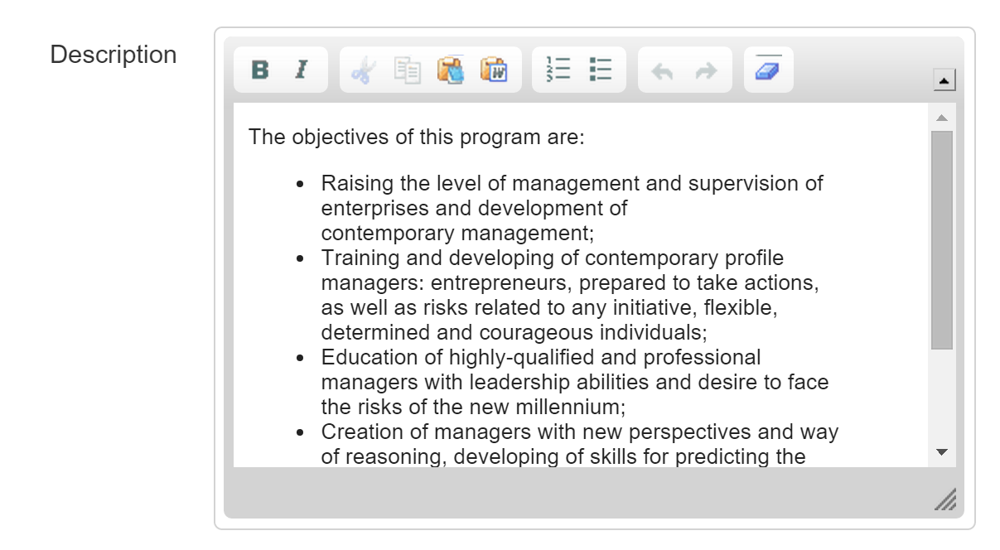 Description
B I
The objectives of this program are:
• Raising the level of management and supervision of
enterprises and development of
contemporary management;
• Training and developing of contemporary profile
managers: entrepreneurs, prepared to take actions,
as well as risks related to any initiative, flexible,
determined and courageous individuals;
• Education of highly-qualified and professional
managers with leadership abilities and desire to face
the risks of the new millennium;
• Creation of managers with new perspectives and way
of reasoning, developing of skills for predicting the